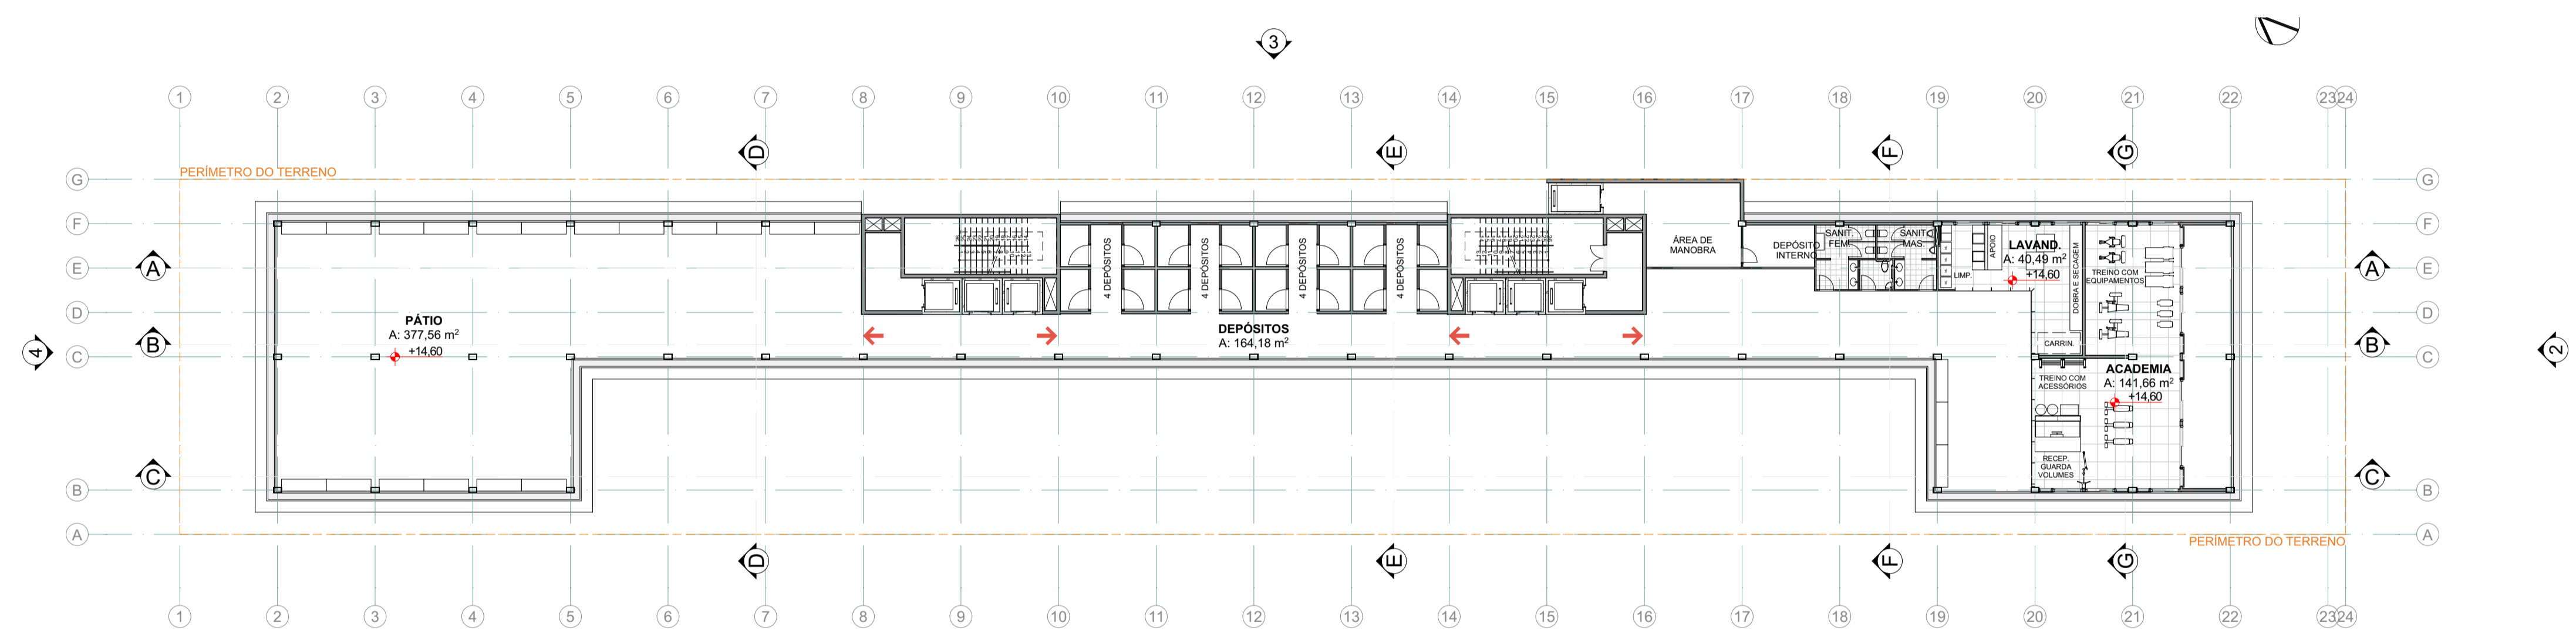 3
1 2 3 4 5 6 7 8 9 10 11 12 13 14 15 16 17 18 19 20 21 22 23 24
D E F G
PERÍMETRO DO TERRENO
G G
F F
E E
D D
C C
B B
A A
A A
B B
C C
4
2
PÁTIO
A: 377,56 m²
+14,60
4 DEPÓSITOS
4 DEPÓSITOS
4 DEPÓSITOS
4 DEPÓSITOS
DEPÓSITOS
A: 164,18 m²
ÁREA DE
MANOBRA
DEPÓSITO
INTERNO
SANIT.
FEM.
SANIT.
MAS.
LIMP.
APOIO
LAVAND.
A: 40,49 m²
+14,60
DOBRA E SECAGEM
CARRIN.
TREINO COM
EQUIPAMENTOS
ACADEMIA
A: 141,66 m²
+14,60
TREINO COM
ACESSÓRIOS
RECEP.
GUARDA
VOLUMES
PERÍMETRO DO TERRENO
D E F G
1 2 3 4 5 6 7 8 9 10 11 12 13 14 15 16 17 18 19 20 21 22 23 24